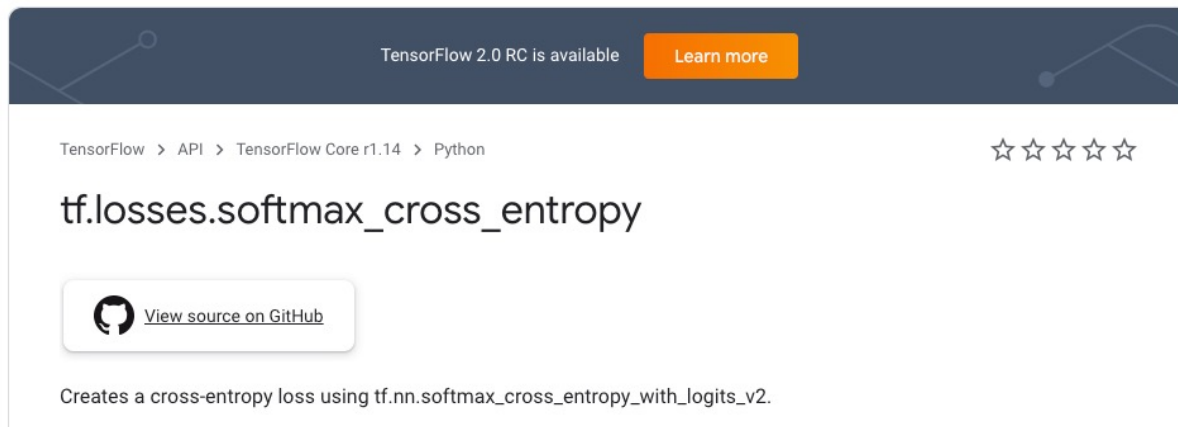 TensorFlow 2.0 RC is available Learn more
TensorFlow > API > TensorFlow Core r1.14 > Python
tf.losses.softmax_cross_entropy
View source on GitHub
Creates a cross-entropy loss using tf.nn.softmax_cross_entropy_with_logits_v2.